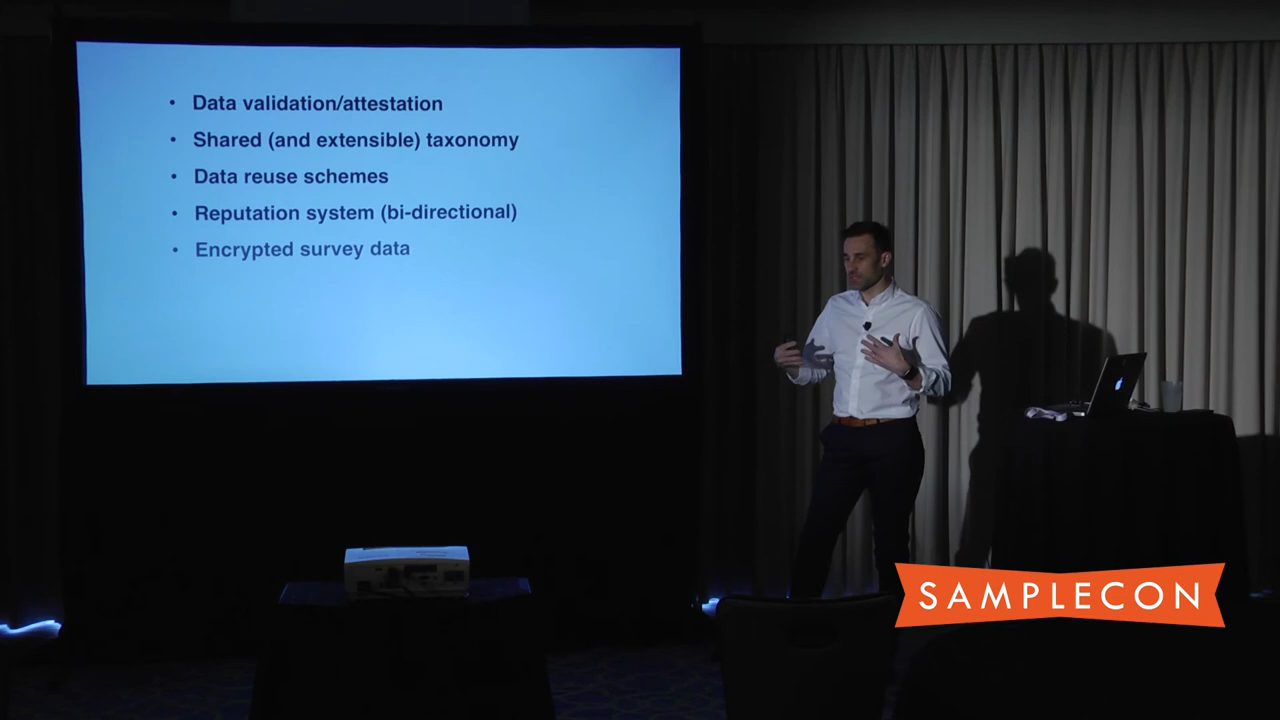 • Data validation/attestation
• Shared (and extensible) taxonomy
• Data reuse schemes
• Reputation system (bi-directional)
• Encrypted survey data
SAMPLECON